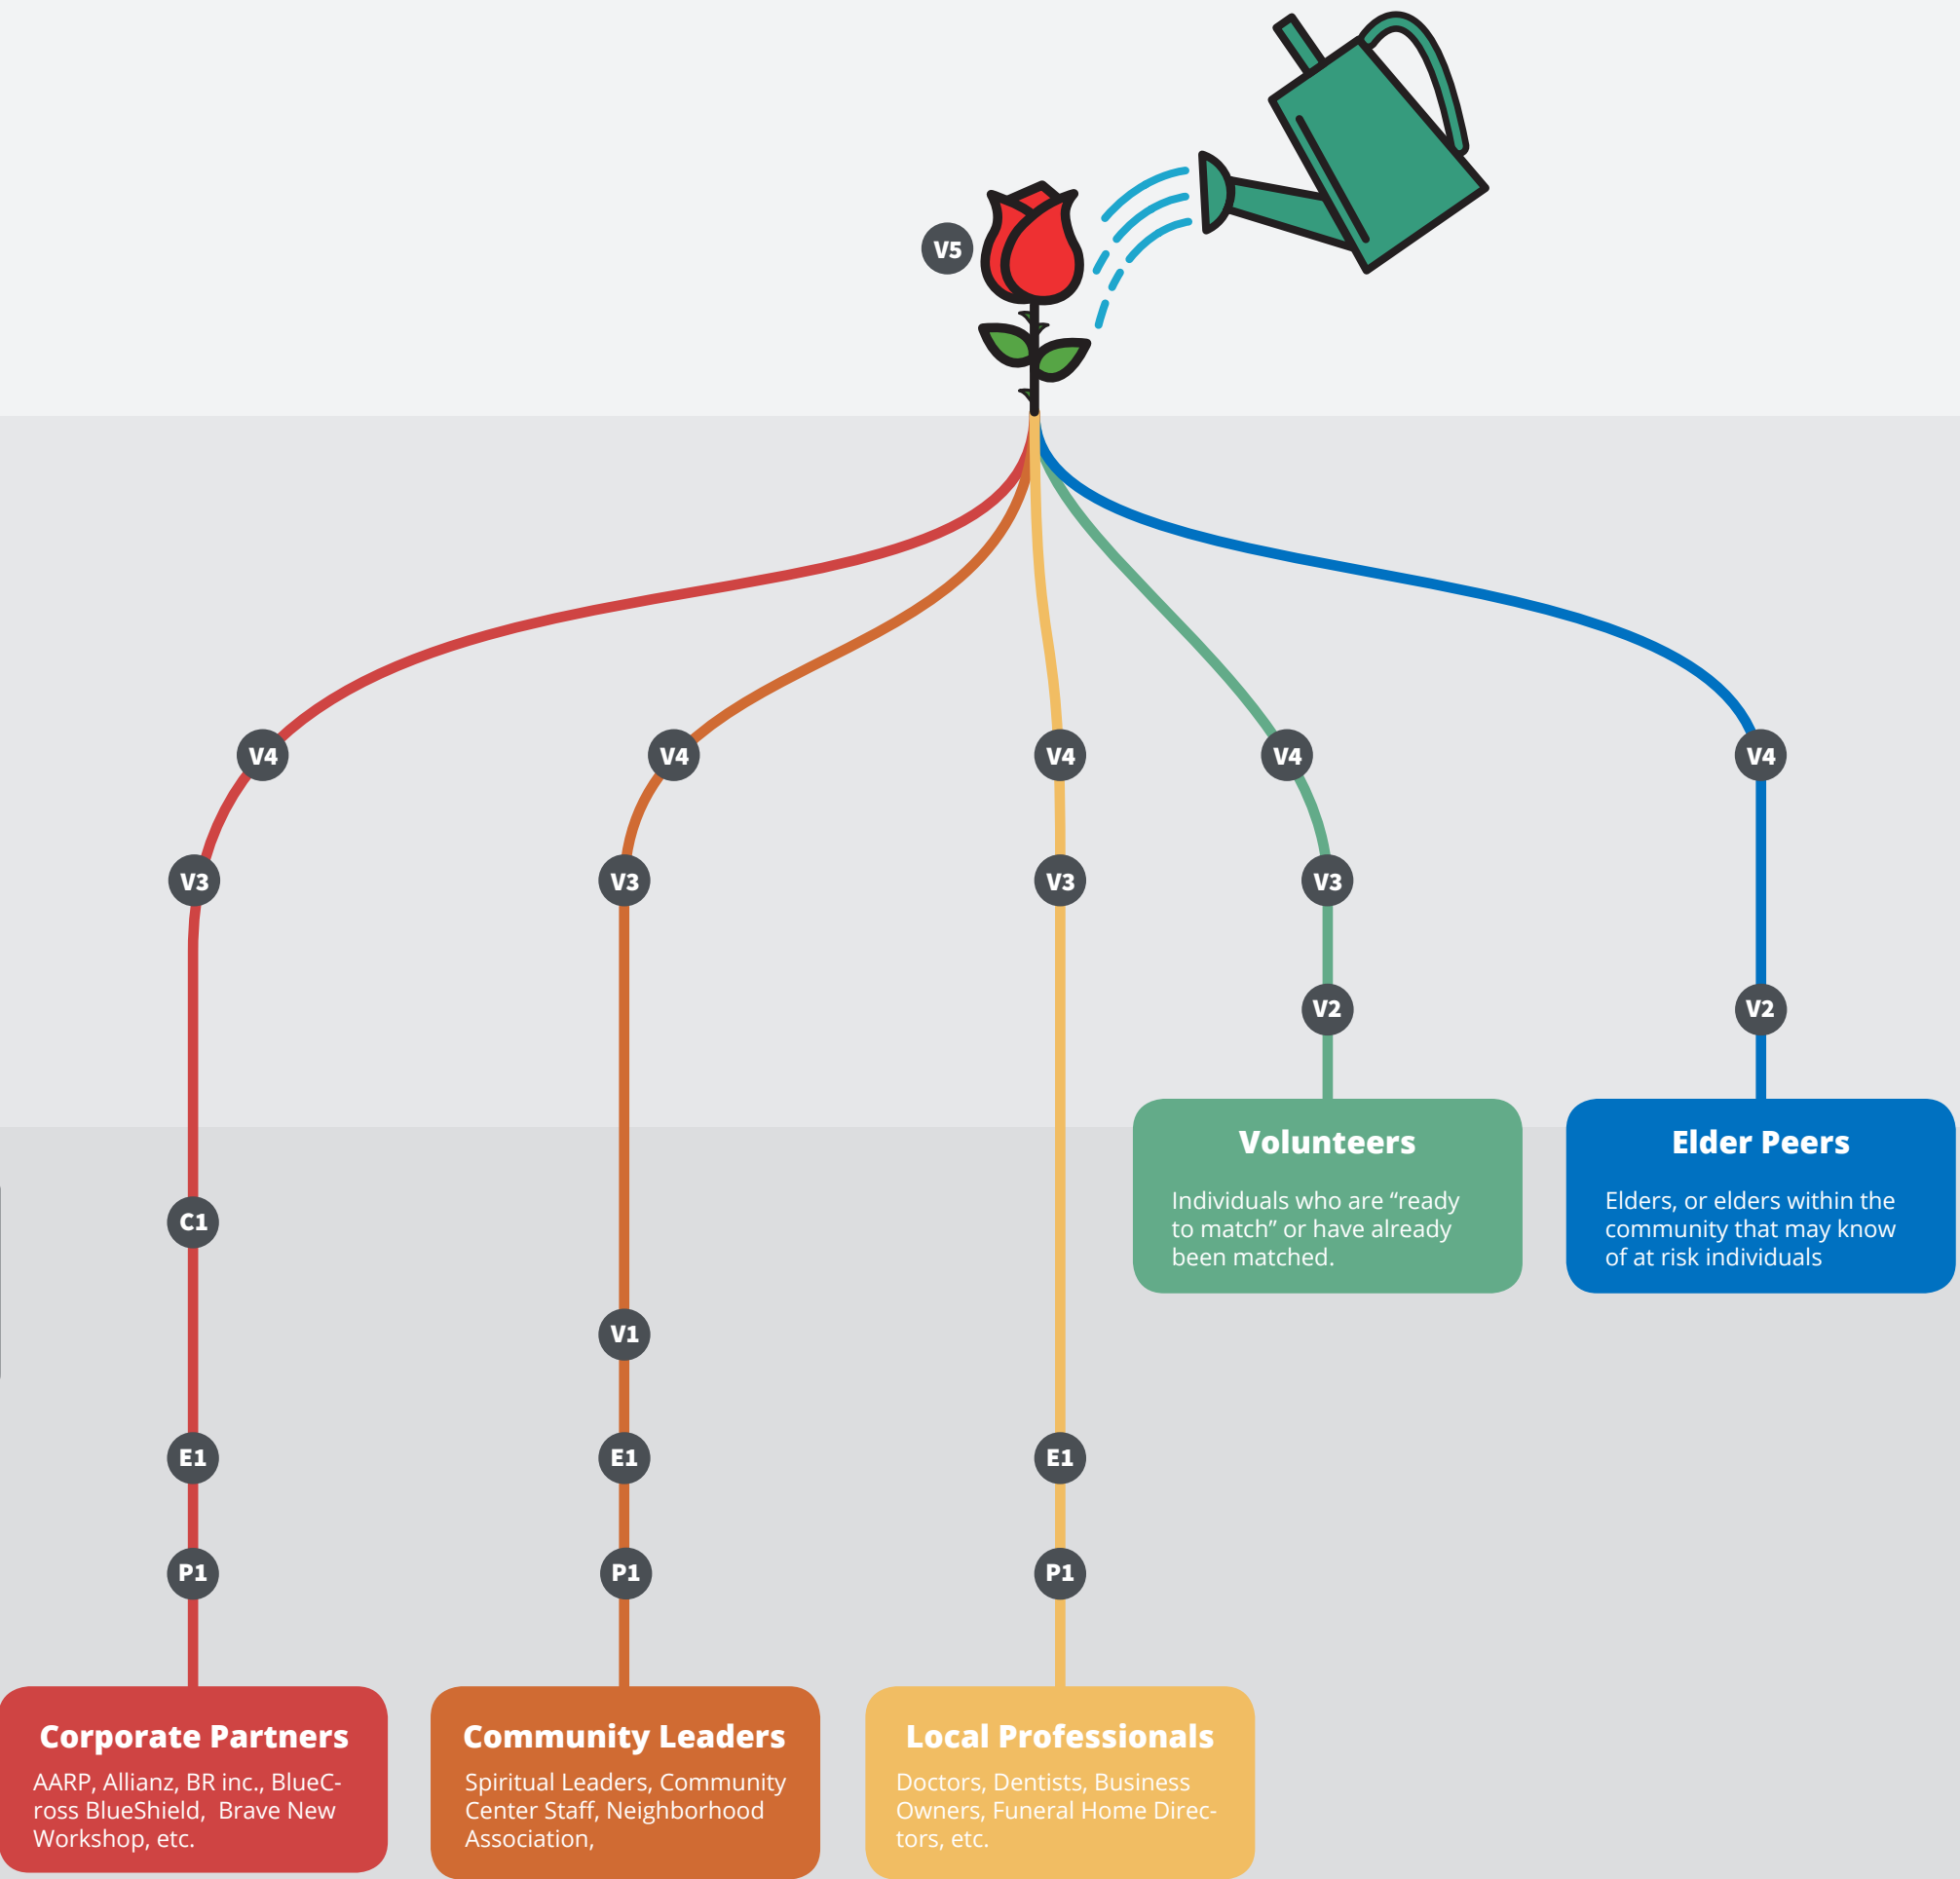 V5
V4
V4
V4
V4
V4
V3
V3
V3
V3
V2
V2
Volunteers
Individuals who are “ready
to match” or have already
been matched.
Elder Peers
Elders, or elders within the
community that may know
of at risk individuals
C1
V1
E1
E1
E1
P1
P1
P1
Corporate Partners
AARP, Allianz, BR inc., BlueC-
ross BlueShield,  Brave New
Workshop, etc.
Community Leaders
Spiritual Leaders, Community
Center Staff, Neighborhood
Association,
Local Professionals
Doctors, Dentists, Business
Owners, Funeral Home Direc-
tors, etc.